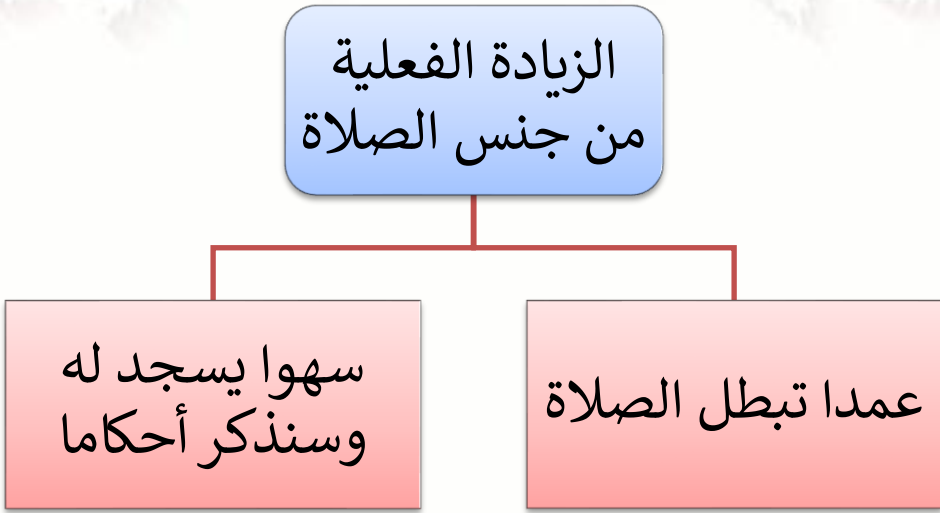 الزيادة الفعلية
من جنس الصلاة
عمدا تبطل الصلاة
سهوا يسجد له
وسنذكر أحكاما